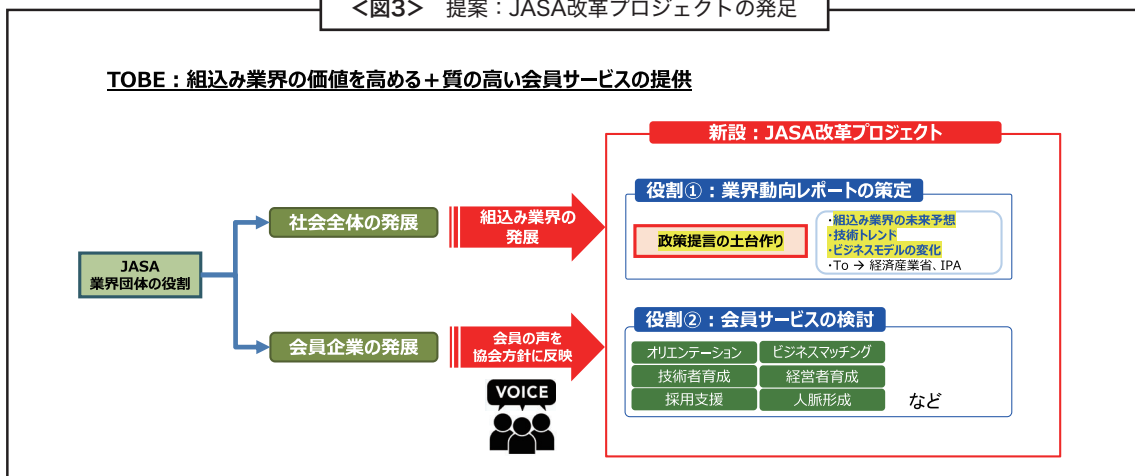 <図3> 提案：JASA改革プロジェクトの発足
TOBE：組込み業界の価値を高める＋質の高い会員サービスの提供
JASA
業界団体の役割
社会全体の発展
組込み業界の
発展
会員企業の発展
会員の声を
協会方針に反映
VOICE
新設：JASA改革プロジェクト
役割①：業界動向レポートの策定
政策提言の土台作り
・組込み業界の未来予想
・技術トレンド
・ビジネスモデルの変化
・To → 経済産業省、IPA
役割②：会員サービスの検討
オリエンテーション ビジネスマッチング
技術者育成 経営者育成
採用支援 人脈形成 など